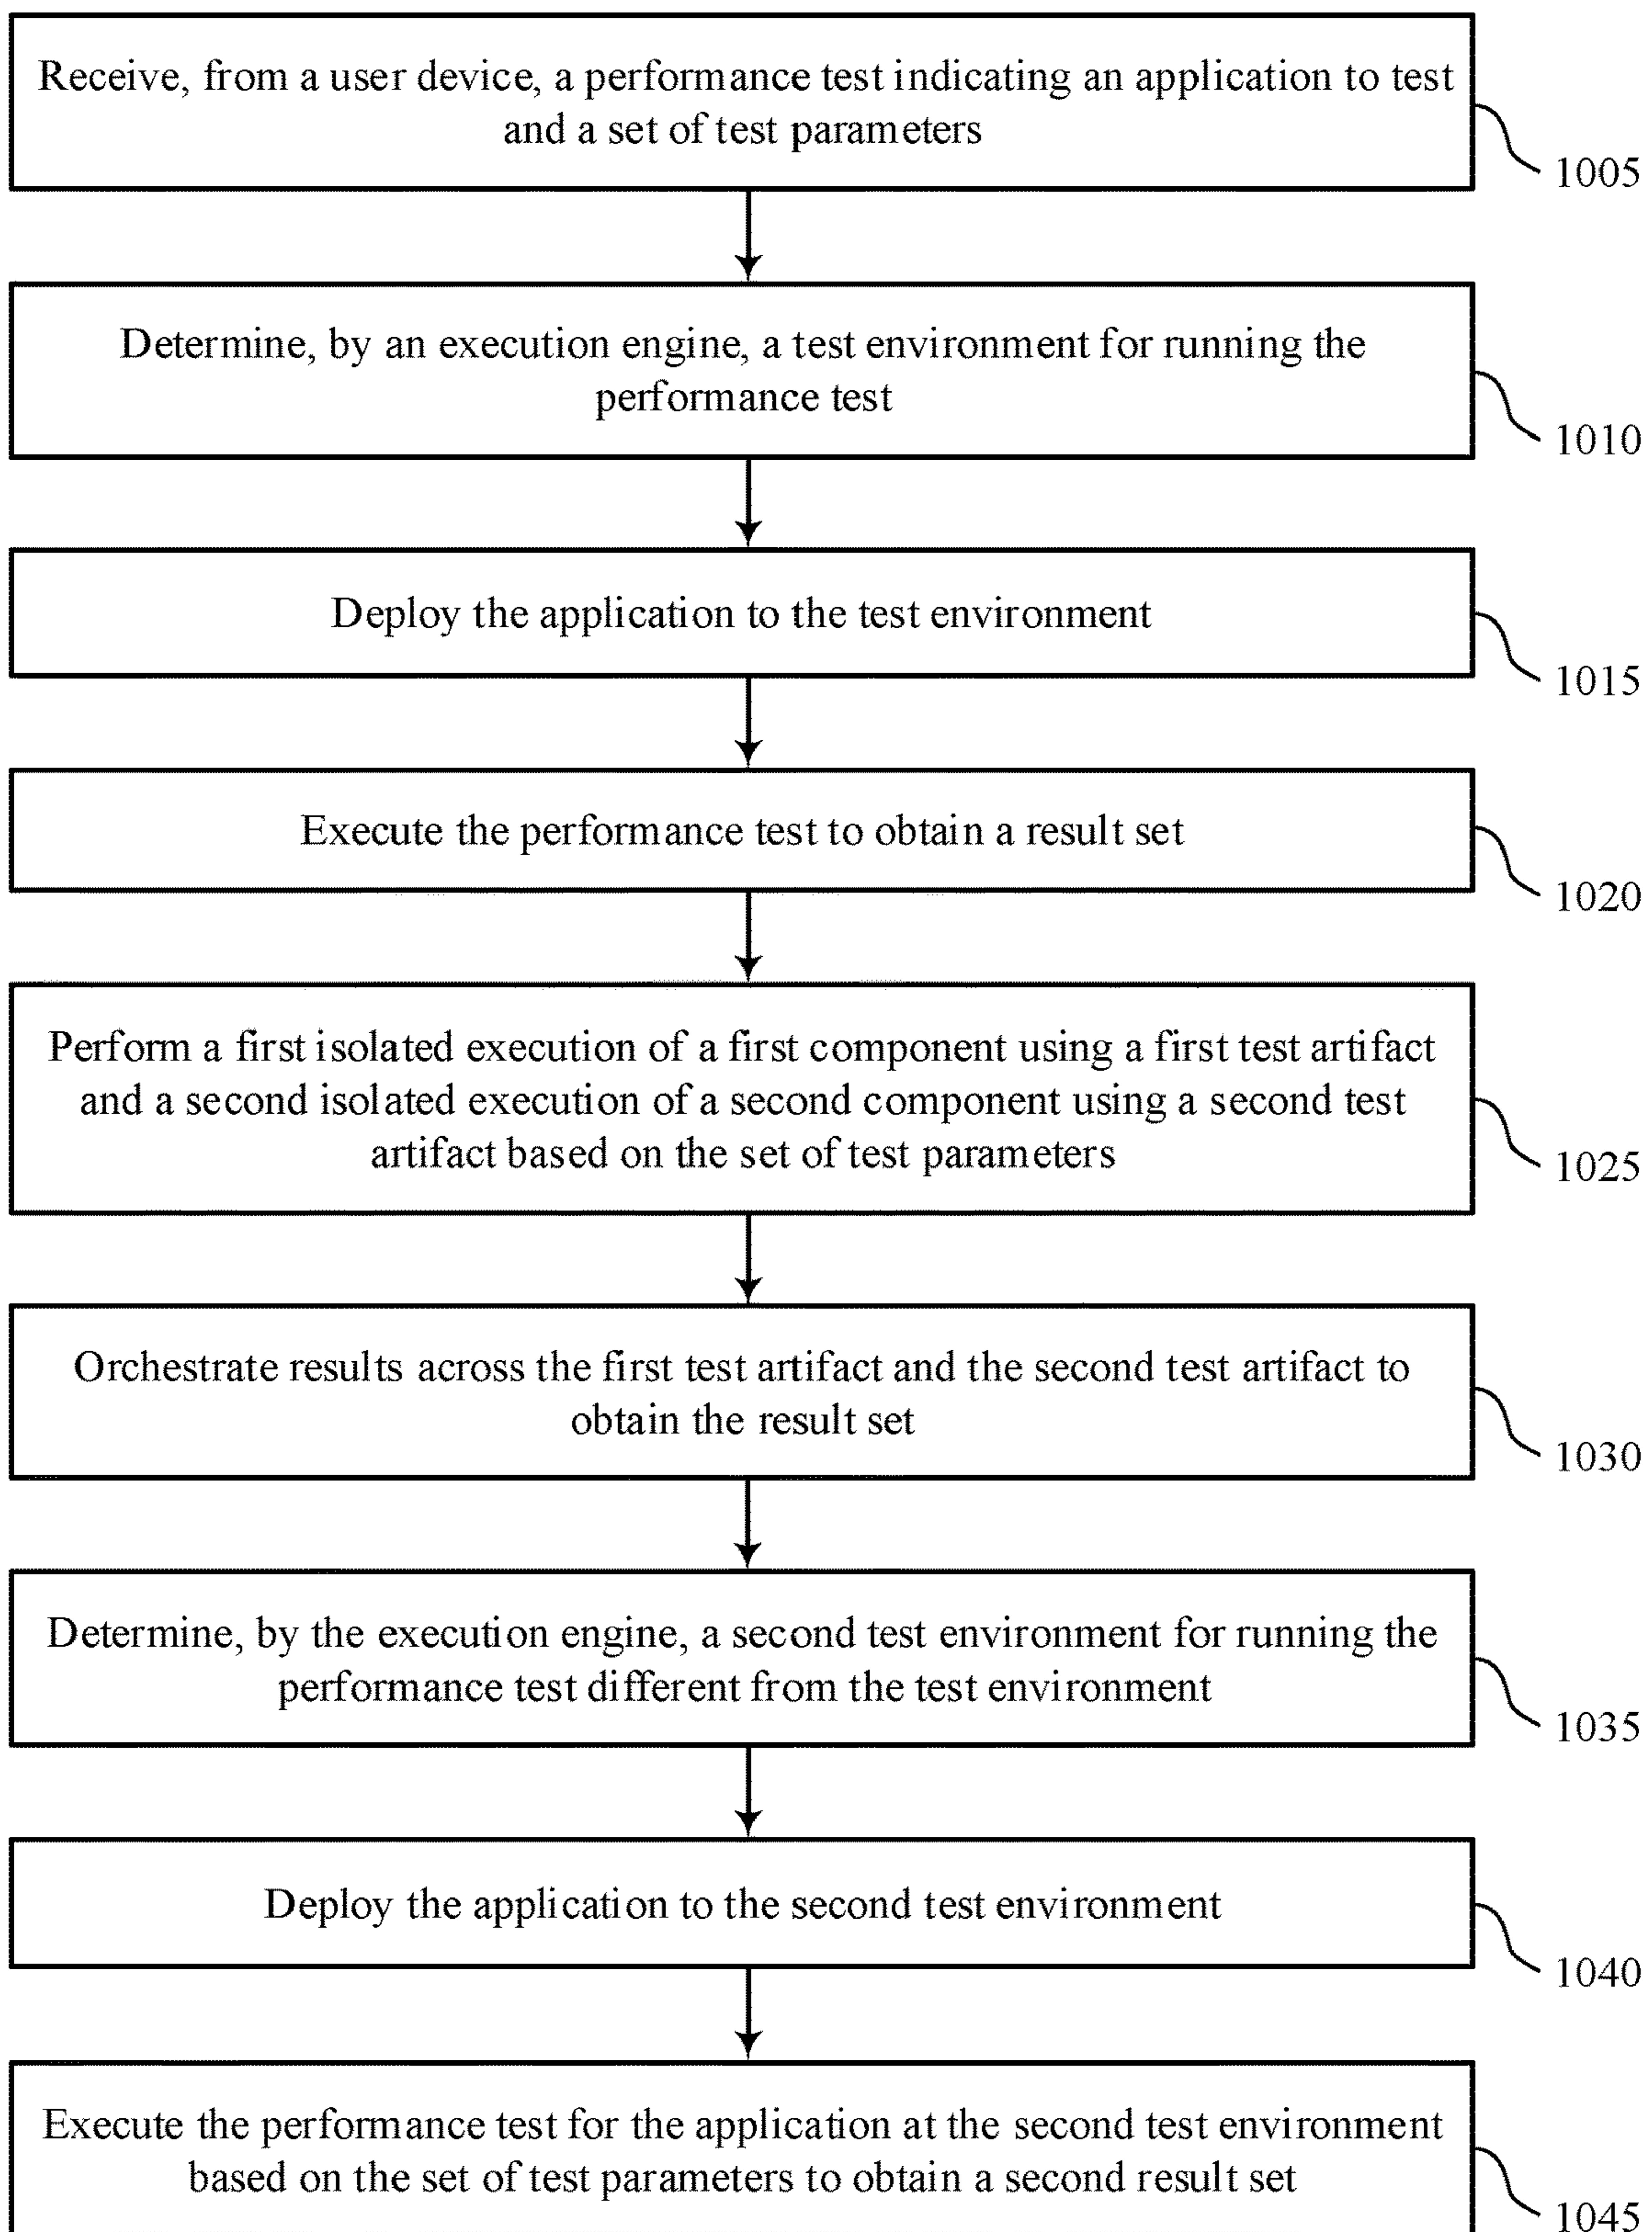 Receive, from a user device, a performance test indicating an application to test
and a set of test parameters
1005
Determine, by an execution engine, a test environment for running the
performance test
1010
Deploy the application to the test environment
1015
Execute the performance test to obtain a result set
1020
Perform a first isolated execution of a first component using a first test artifact
and a second isolated execution of a second component using a second test
artifact based on the set of test parameters
1025
Orchestrate results across the first test artifact and the second test artifact to
obtain the result set
1030
Determine, by the execution engine, a second test environment for running the
performance test different from the test environment
1035
Deploy the application to the second test environment
1040
Execute the performance test for the application at the second test environment
based on the set of test parameters to obtain a second result set
1045